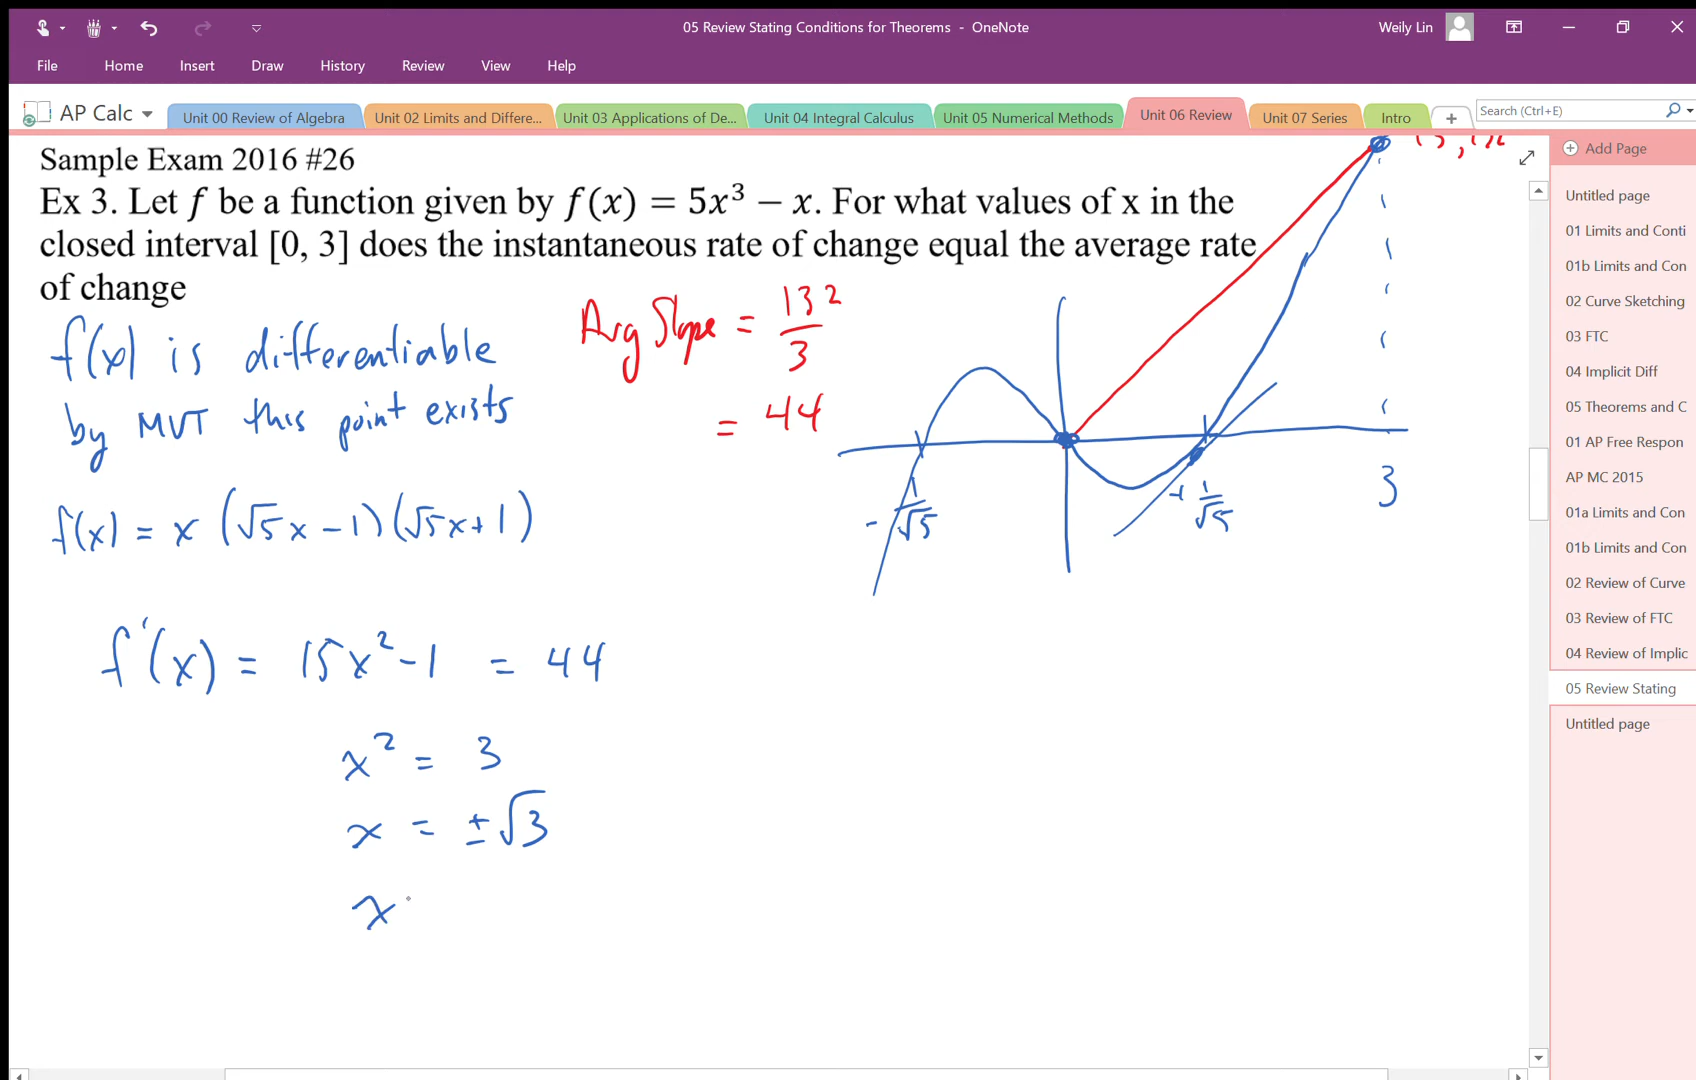 05 Review Stating Conditions for Theorems - OneNote
Weily Lin
File Home Insert Draw History Review View Help
AP Calc
Unit 00 Review of Algebra
Unit 02 Limits and Differe...
Unit 03 Applications of De...
Unit 04 Integral Calculus
Unit 05 Numerical Methods
Unit 06 Review
Unit 07 Series
Intro
+
Search (Ctrl+E)
Sample Exam 2016 #26
Ex 3. Let f be a function given by f(x) = 5x³ − x. For what values of x in the
closed interval [0, 3] does the instantaneous rate of change equal the average rate
of change
f(x) is differentiable
by MVT this point exists
f(x) = x (√5x − 1)(√5x + 1)
f'(x) = 15x² − 1 = 44
x² = 3
x = ±√3
x
Avg Slope = 132/3
= 44
- 1/√5
+ 1/√5
3
Add Page
Untitled page
01 Limits and Conti
01b Limits and Con
02 Curve Sketching
03 FTC
04 Implicit Diff
05 Theorems and C
01 AP Free Respon
AP MC 2015
01a Limits and Con
01b Limits and Con
02 Review of Curve
03 Review of FTC
04 Review of Implic
05 Review Stating
Untitled page